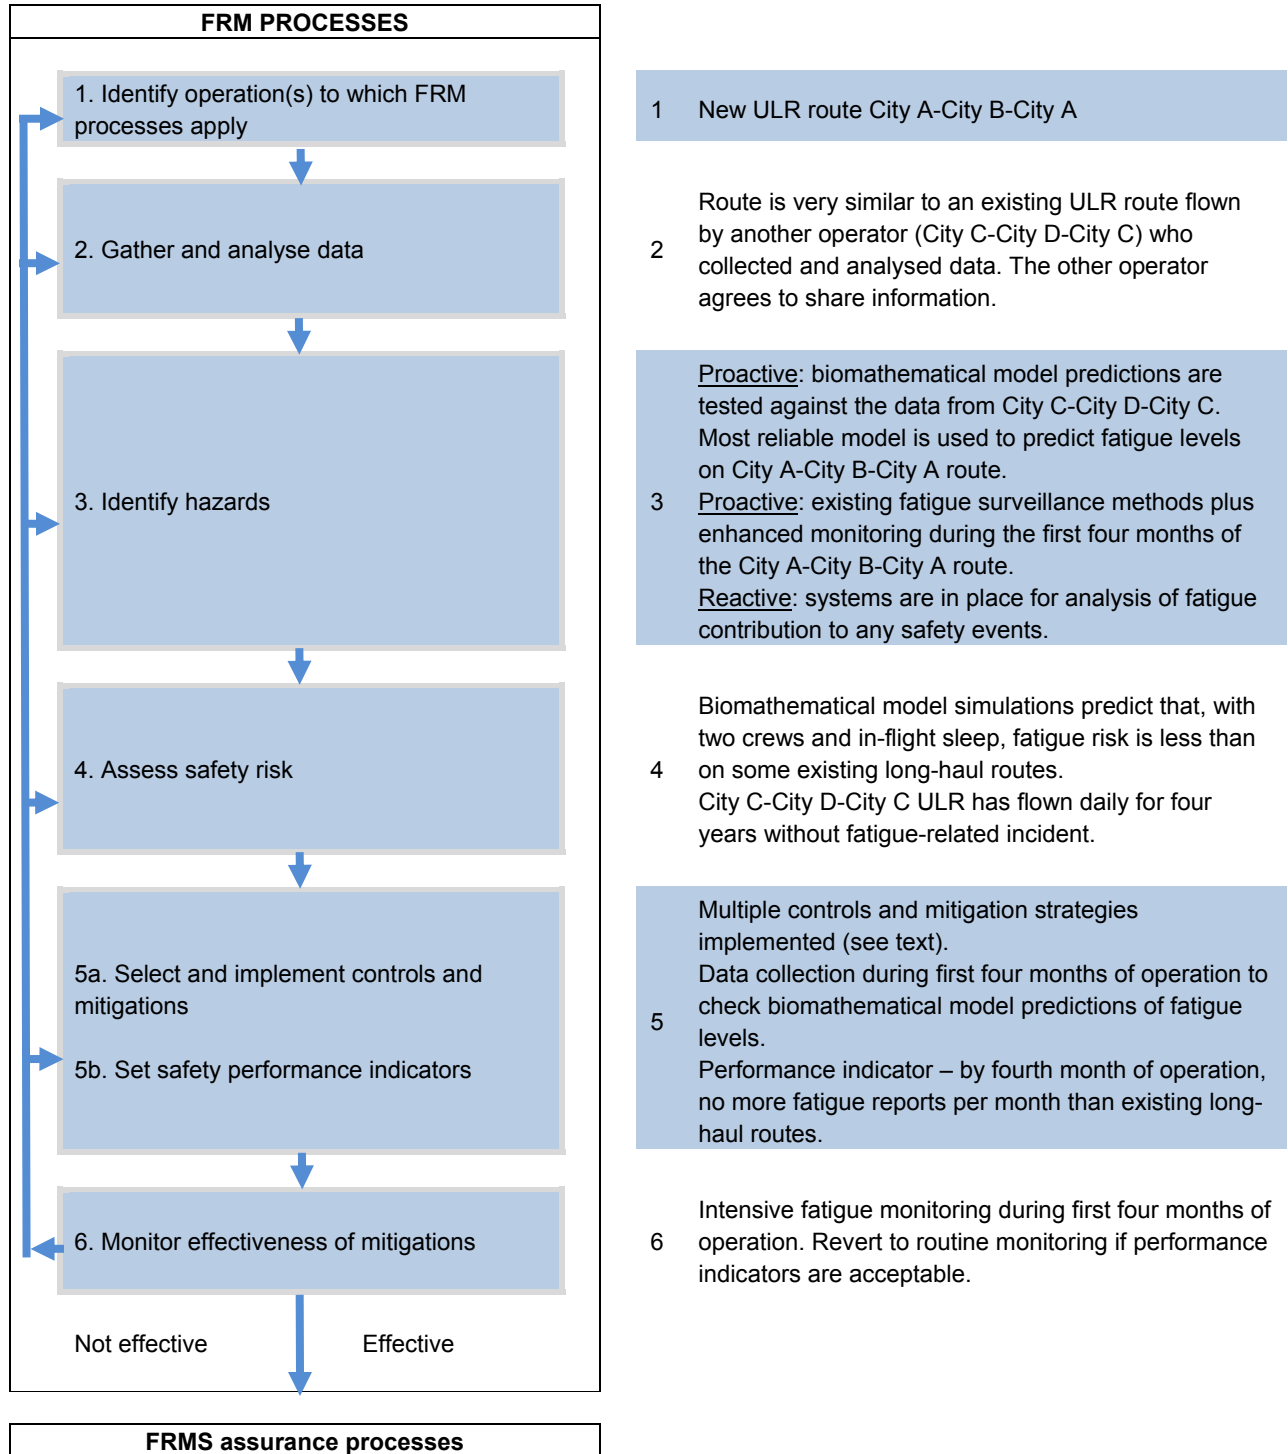 FRM PROCESSES
1. Identify operation(s) to which FRM
processes apply
1 New ULR route City A-City B-City A
2. Gather and analyse data
2
Route is very similar to an existing ULR route flown
by another operator (City C-City D-City C) who
collected and analysed data. The other operator
agrees to share information.
3. Identify hazards
3
Proactive: biomathematical model predictions are
tested against the data from City C-City D-City C.
Most reliable model is used to predict fatigue levels
on City A-City B-City A route.
Proactive: existing fatigue surveillance methods plus
enhanced monitoring during the first four months of
the City A-City B-City A route.
Reactive: systems are in place for analysis of fatigue
contribution to any safety events.
4. Assess safety risk
4
Biomathematical model simulations predict that, with
two crews and in-flight sleep, fatigue risk is less than
on some existing long-haul routes.
City C-City D-City C ULR has flown daily for four
years without fatigue-related incident.
5a. Select and implement controls and
mitigations
5b. Set safety performance indicators
5
Multiple controls and mitigation strategies
implemented (see text).
Data collection during first four months of operation to
check biomathematical model predictions of fatigue
levels.
Performance indicator – by fourth month of operation,
no more fatigue reports per month than existing long-
haul routes.
6. Monitor effectiveness of mitigations
6
Intensive fatigue monitoring during first four months of
operation. Revert to routine monitoring if performance
indicators are acceptable.
Not effective Effective
FRMS assurance processes